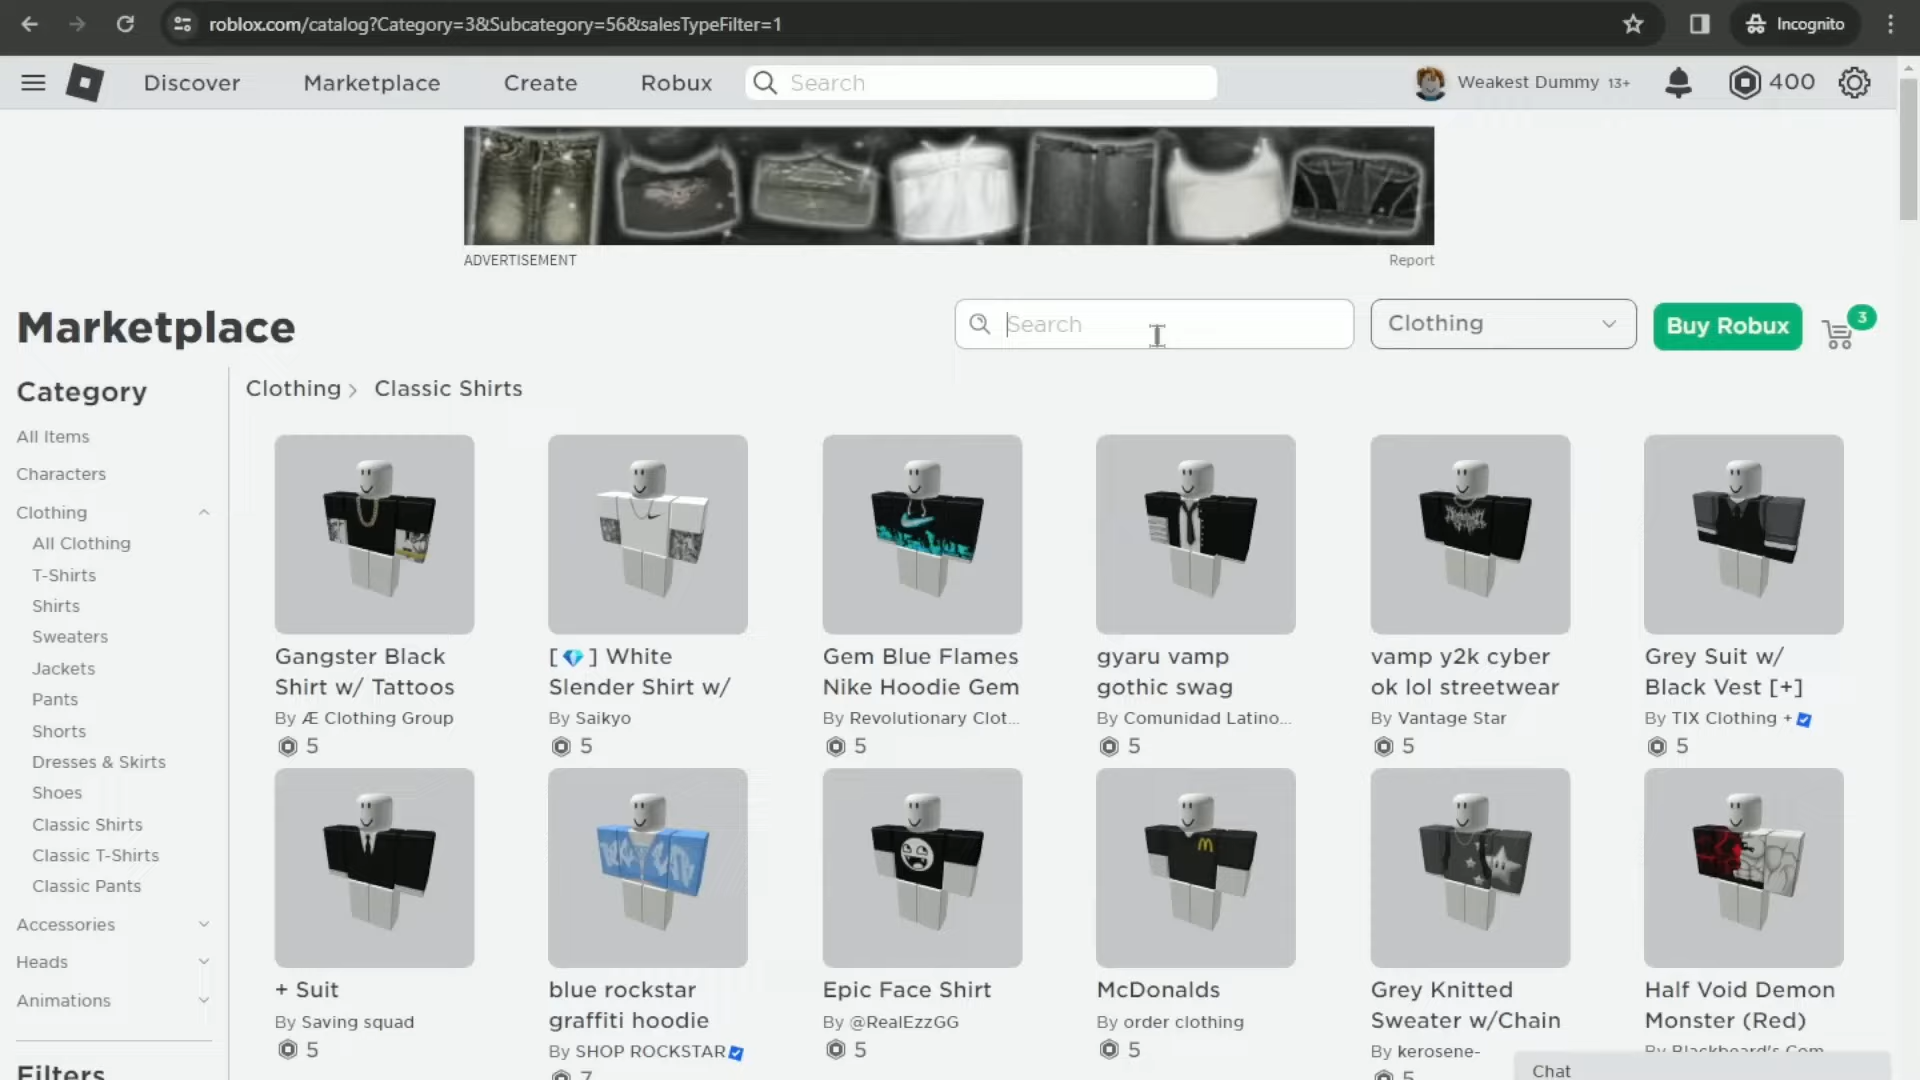 roblox.com/catalog?Category=3&Subcategory=56&salesTypeFilter=1
Incognito
Discover
Marketplace
Create
Robux
Search
Weakest Dummy 13+
400
ADVERTISEMENT
Report
Marketplace
Search
Clothing
Buy Robux
3
Category
Clothing > Classic Shirts
All Items
Characters
Clothing
All Clothing
T-Shirts
Shirts
Sweaters
Jackets
Pants
Shorts
Dresses & Skirts
Shoes
Classic Shirts
Classic T-Shirts
Classic Pants
Accessories
Heads
Animations
Filters
Gangster Black
Shirt w/ Tattoos
By Æ Clothing Group
5
[ 💎 ] White
Slender Shirt w/
By Saikyo
5
Gem Blue Flames
Nike Hoodie Gem
By Revolutionary Clot...
5
gyaru vamp
gothic swag
By Comunidad Latino...
5
vamp y2k cyber
ok lol streetwear
By Vantage Star
5
Grey Suit w/
Black Vest [+]
By TIX Clothing +
5
+ Suit
By Saving squad
5
blue rockstar
graffiti hoodie
By SHOP ROCKSTAR
7
Epic Face Shirt
By @RealEzzGG
5
McDonalds
By order clothing
5
Grey Knitted
Sweater w/Chain
By kerosene-
5
Half Void Demon
Monster (Red)
By Blackbeard's Com
Chat